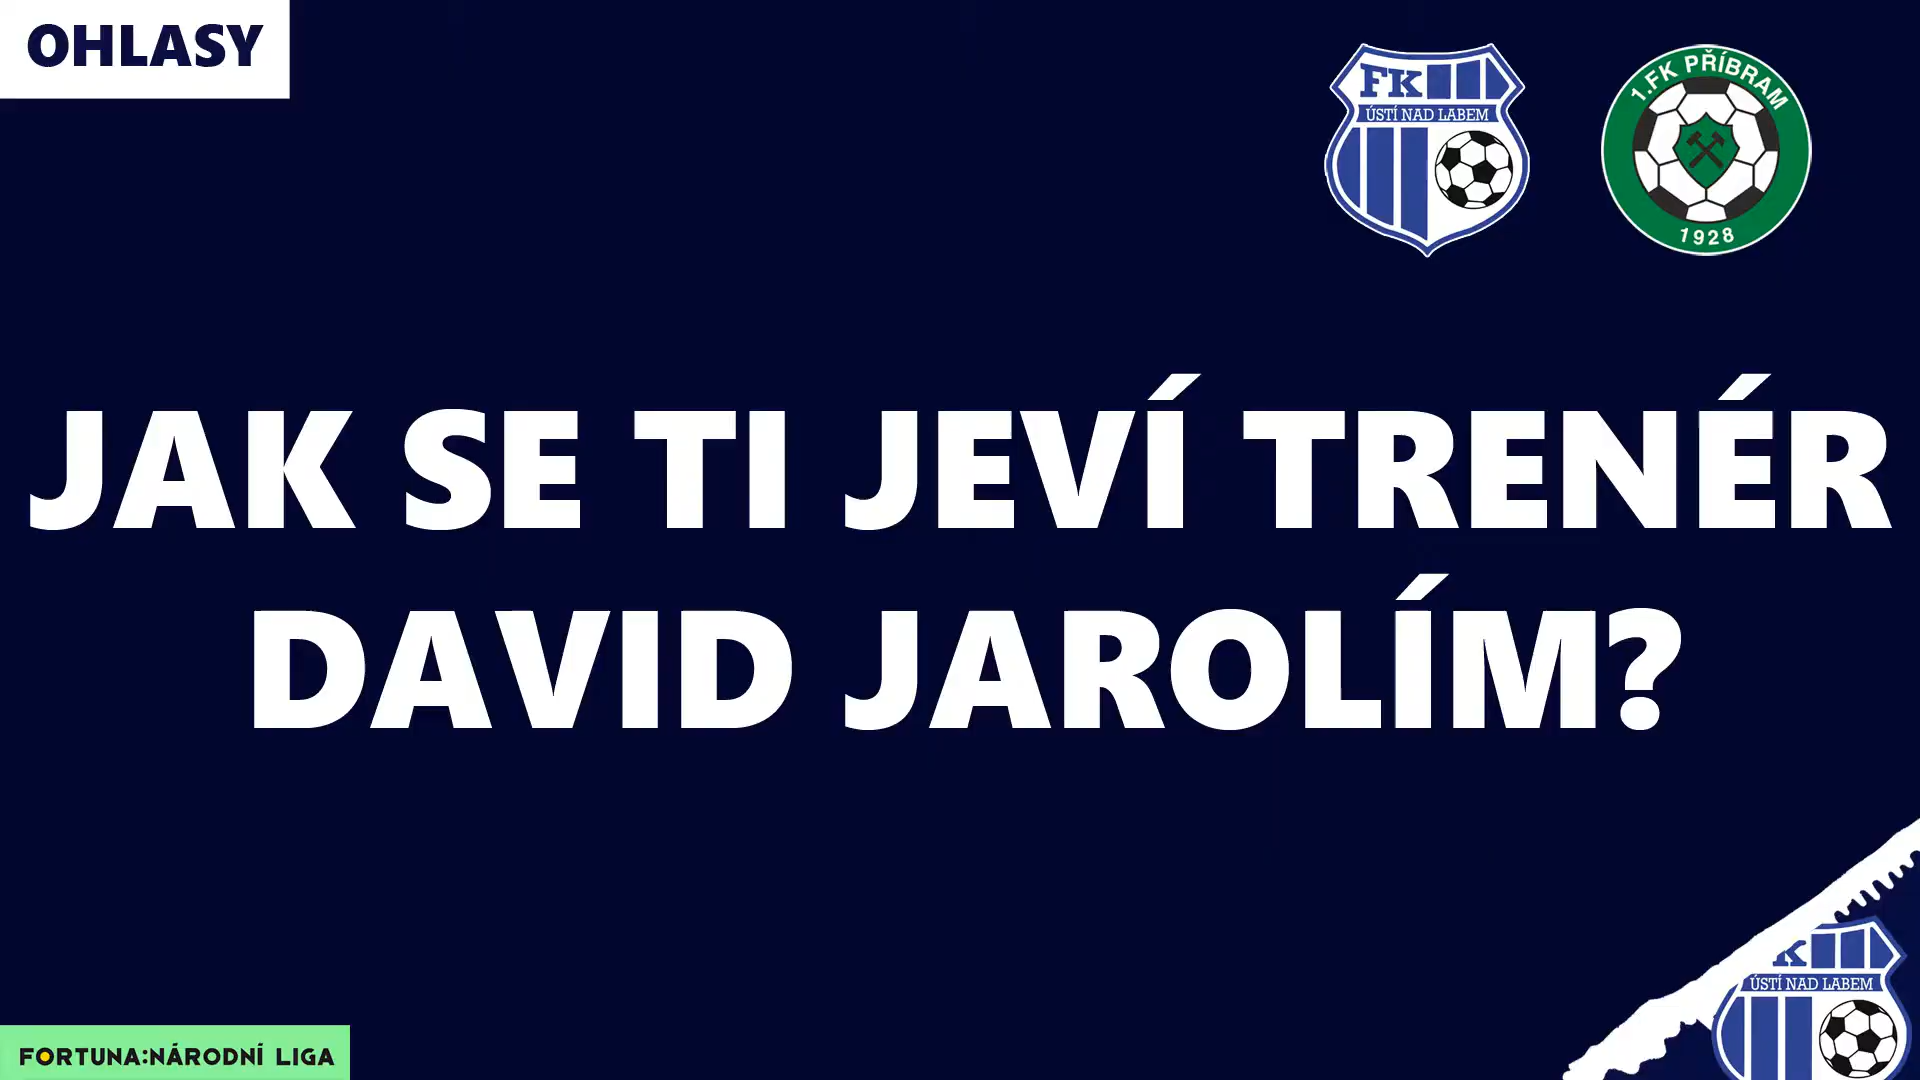 OHLASY
FK
ÚSTÍ NAD LABEM
1.FK PŘÍBRAM
1928
JAK SE TI JEVÍ TRENÉR
DAVID JAROLÍM?
K
ÚSTÍ NAD LABEM
FORTUNA:NÁRODNÍ LIGA